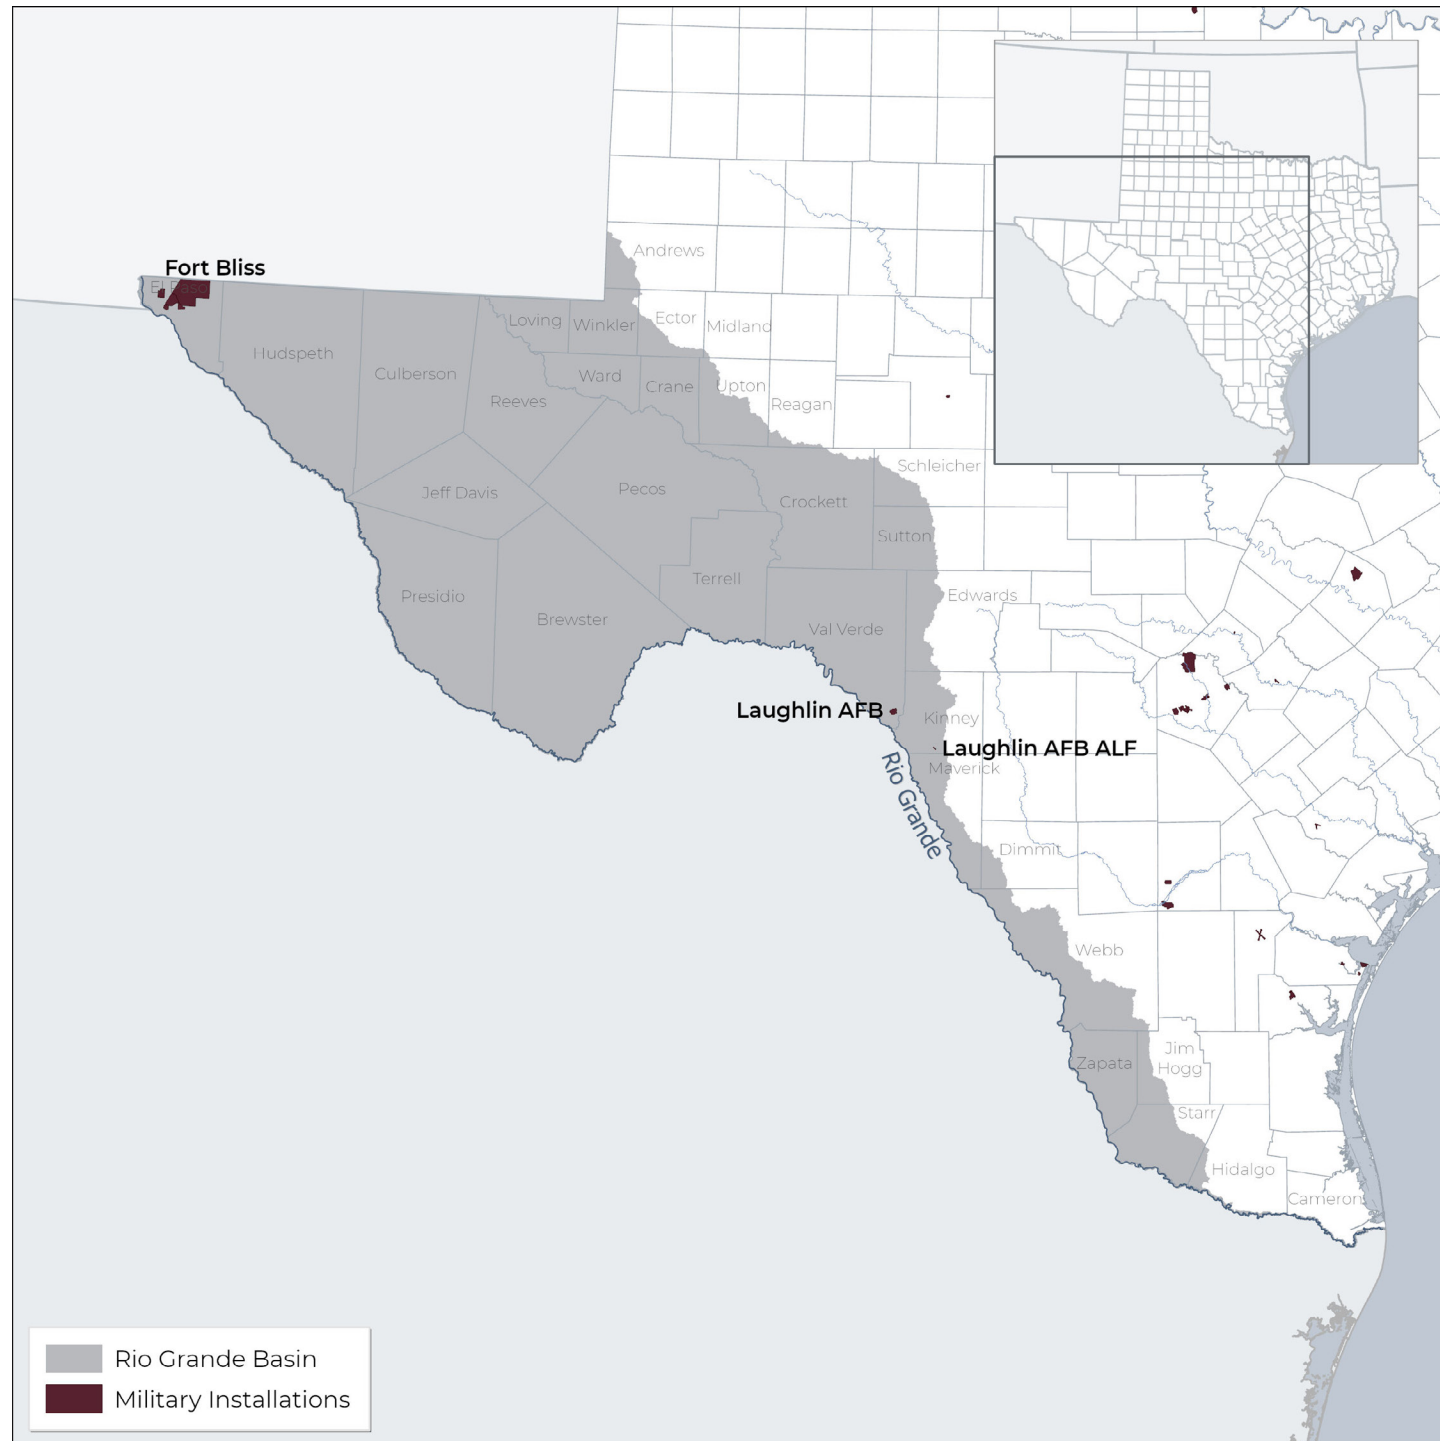 Andrews
Fort Bliss
El Paso
Loving
Winkler
Ector
Midland
Hudspeth
Culberson
Reeves
Ward
Crane
Upton
Reagan
Schleicher
Jeff Davis
Pecos
Crockett
Sutton
Terrell
Presidio
Brewster
Val Verde
Edwards
Laughlin AFB
Kinney
Laughlin AFB ALF
Maverick
Rio Grande
Dimmit
Webb
Zapata
Jim
Hogg
Starr
Hidalgo
Cameron
Rio Grande Basin
Military Installations